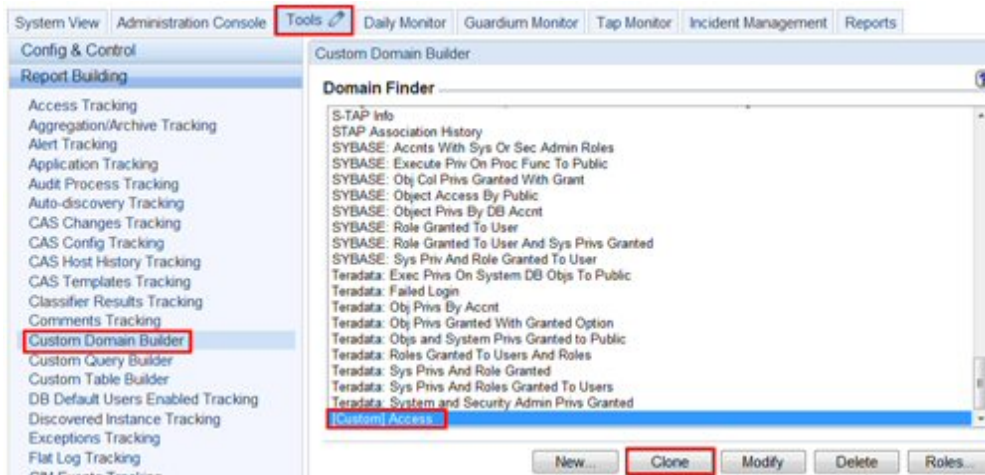 System View
Administration Console
Tools
Daily Monitor
Guardium Monitor
Tap Monitor
Incident Management
Reports
Config & Control
Report Building
Access Tracking
Aggregation/Archive Tracking
Alert Tracking
Application Tracking
Audit Process Tracking
Auto-discovery Tracking
CAS Changes Tracking
CAS Config Tracking
CAS Host History Tracking
CAS Templates Tracking
Classifier Results Tracking
Comments Tracking
Custom Domain Builder
Custom Query Builder
Custom Table Builder
DB Default Users Enabled Tracking
Discovered Instance Tracking
Exceptions Tracking
Flat Log Tracking
Custom Domain Builder
Domain Finder
?
S-TAP Info
STAP Association History
SYBASE: Accnts With Sys Or Sec Admin Roles
SYBASE: Execute Priv On Proc Func To Public
SYBASE: Obj Col Privs Granted With Grant
SYBASE: Object Access By Public
SYBASE: Object Privs By DB Accnt
SYBASE: Role Granted To User
SYBASE: Role Granted To User And Sys Privs Granted
SYBASE: Sys Priv And Role Granted To User
Teradata: Exec Privs On System DB Objs To Public
Teradata: Failed Login
Teradata: Obj Privs By Accnt
Teradata: Obj Privs Granted With Granted Option
Teradata: Objs and System Privs Granted to Public
Teradata: Roles Granted To Users And Roles
Teradata: Sys Privs And Role Granted
Teradata: Sys Privs And Roles Granted To Users
Teradata: System and Security Admin Privs Granted
[Custom] Access
New...
Clone
Modify
Delete
Roles...